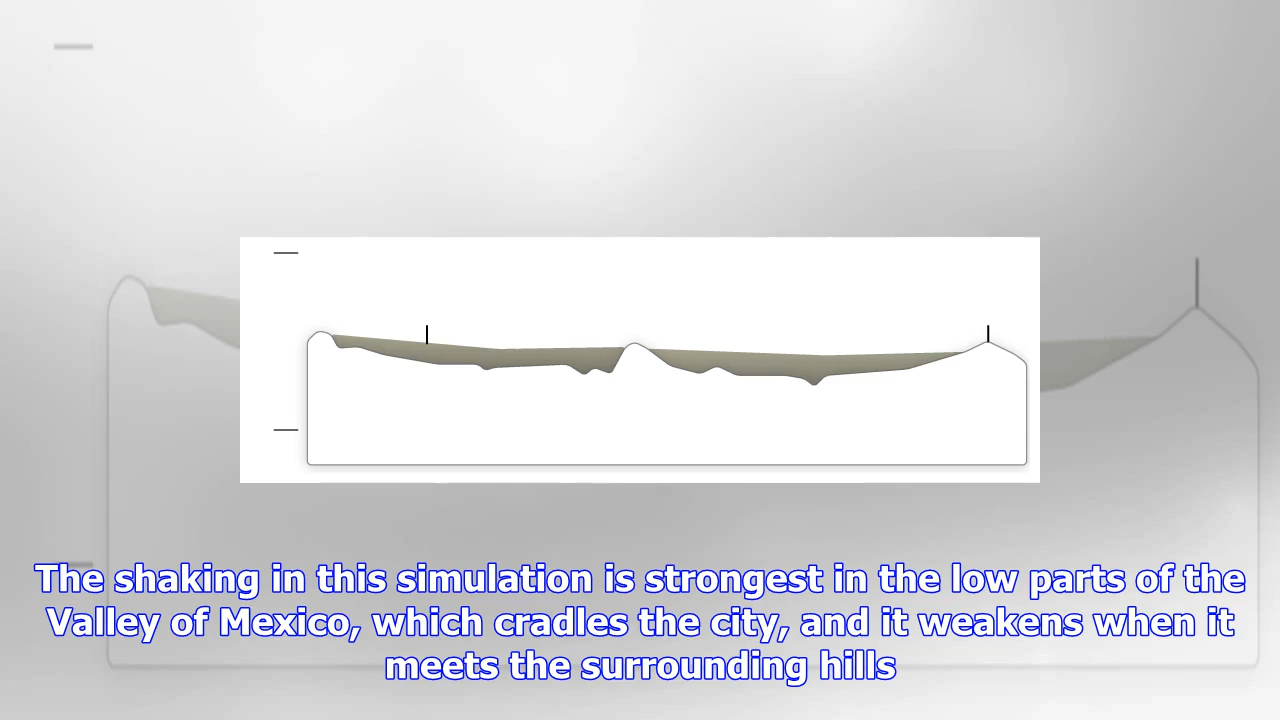 The shaking in this simulation is strongest in the low parts of the
Valley of Mexico, which cradles the city, and it weakens when it
meets the surrounding hills